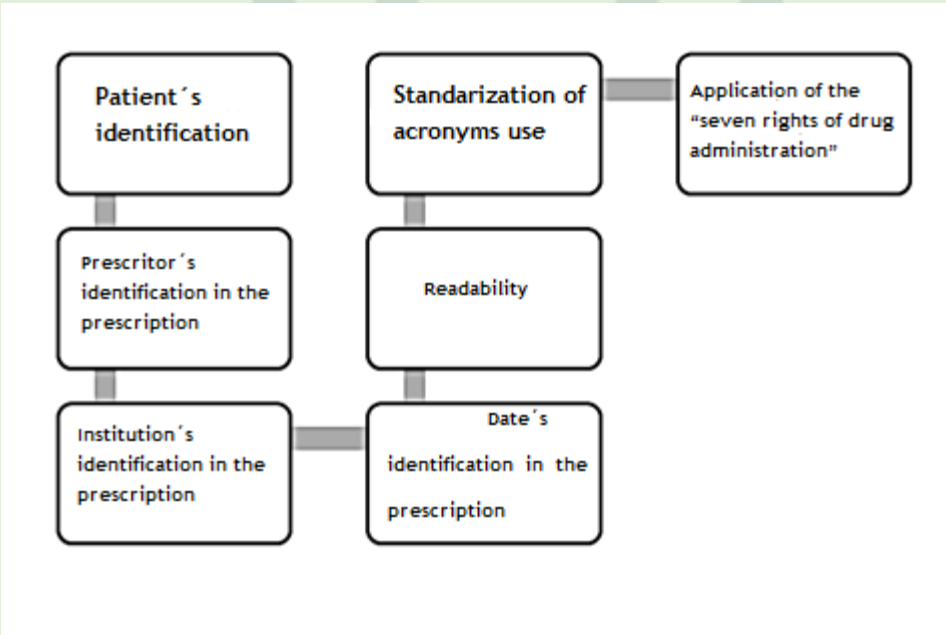 Patient´s
identification
Prescritor´s
identification in the
prescription
Institution´s
identification in the
prescription
Date´s
identification in the
prescription
Readability
Standarization of
acronyms use
Application of the
“seven rights of drug
administration”